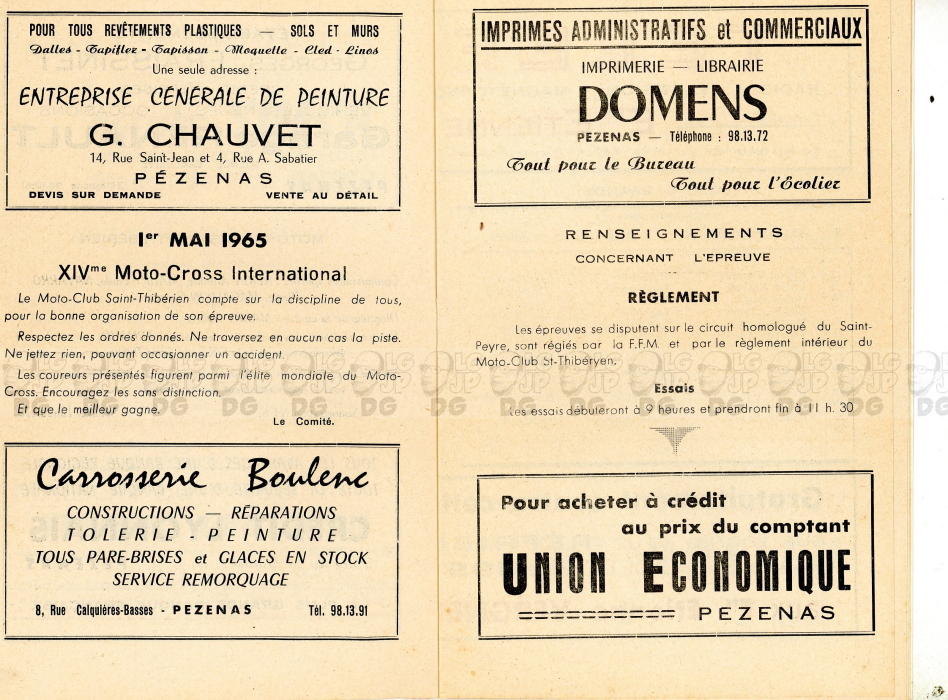 POUR TOUS REVÊTEMENTS PLASTIQUES — SOLS ET MURS
Dalles - Tapiflex - Tapisson - Moquette - Cled - Linos
Une seule adresse :
ENTREPRISE GÉNÉRALE DE PEINTURE
G. CHAUVET
14, Rue Saint-Jean et 4, Rue A. Sabatier
PÉZENAS
DEVIS SUR DEMANDE VENTE AU DÉTAIL
1er MAI 1965
XIVme Moto-Cross International
Le Moto-Club Saint-Thibérien compte sur la discipline de tous,
pour la bonne organisation de son épreuve.
Respectez les ordres donnés. Ne traversez en aucun cas la piste.
Ne jettez rien, pouvant occasionner un accident.
Les coureurs présentés figurent parmi l'élite mondiale du Moto-
Cross. Encouragez les sans distinction.
Et que le meilleur gagne.
Le Comité.
Carrosserie Boulenc
CONSTRUCTIONS — RÉPARATIONS
TOLERIE - PEINTURE
TOUS PARE-BRISES et GLACES EN STOCK
SERVICE REMORQUAGE
8, Rue Calquières-Basses - PEZENAS Tél. 98.13.91
IMPRIMES ADMINISTRATIFS et COMMERCIAUX
IMPRIMERIE — LIBRAIRIE
DOMENS
PEZENAS — Téléphone : 98.13.72
Tout pour le Bureau
Tout pour l'Écolier
RENSEIGNEMENTS
CONCERNANT L'EPREUVE
RÈGLEMENT
Les épreuves se disputent sur le circuit homologué du Saint-
Peyre, sont régiés par la F.F.M. et par le règlement intérieur du
Moto-Club St-Thibéryen.
Essais
Les essais débuteront à 9 heures et prendront fin à 11 h. 30
Pour acheter à crédit
au prix du comptant
UNION ECONOMIQUE
========== PEZENAS